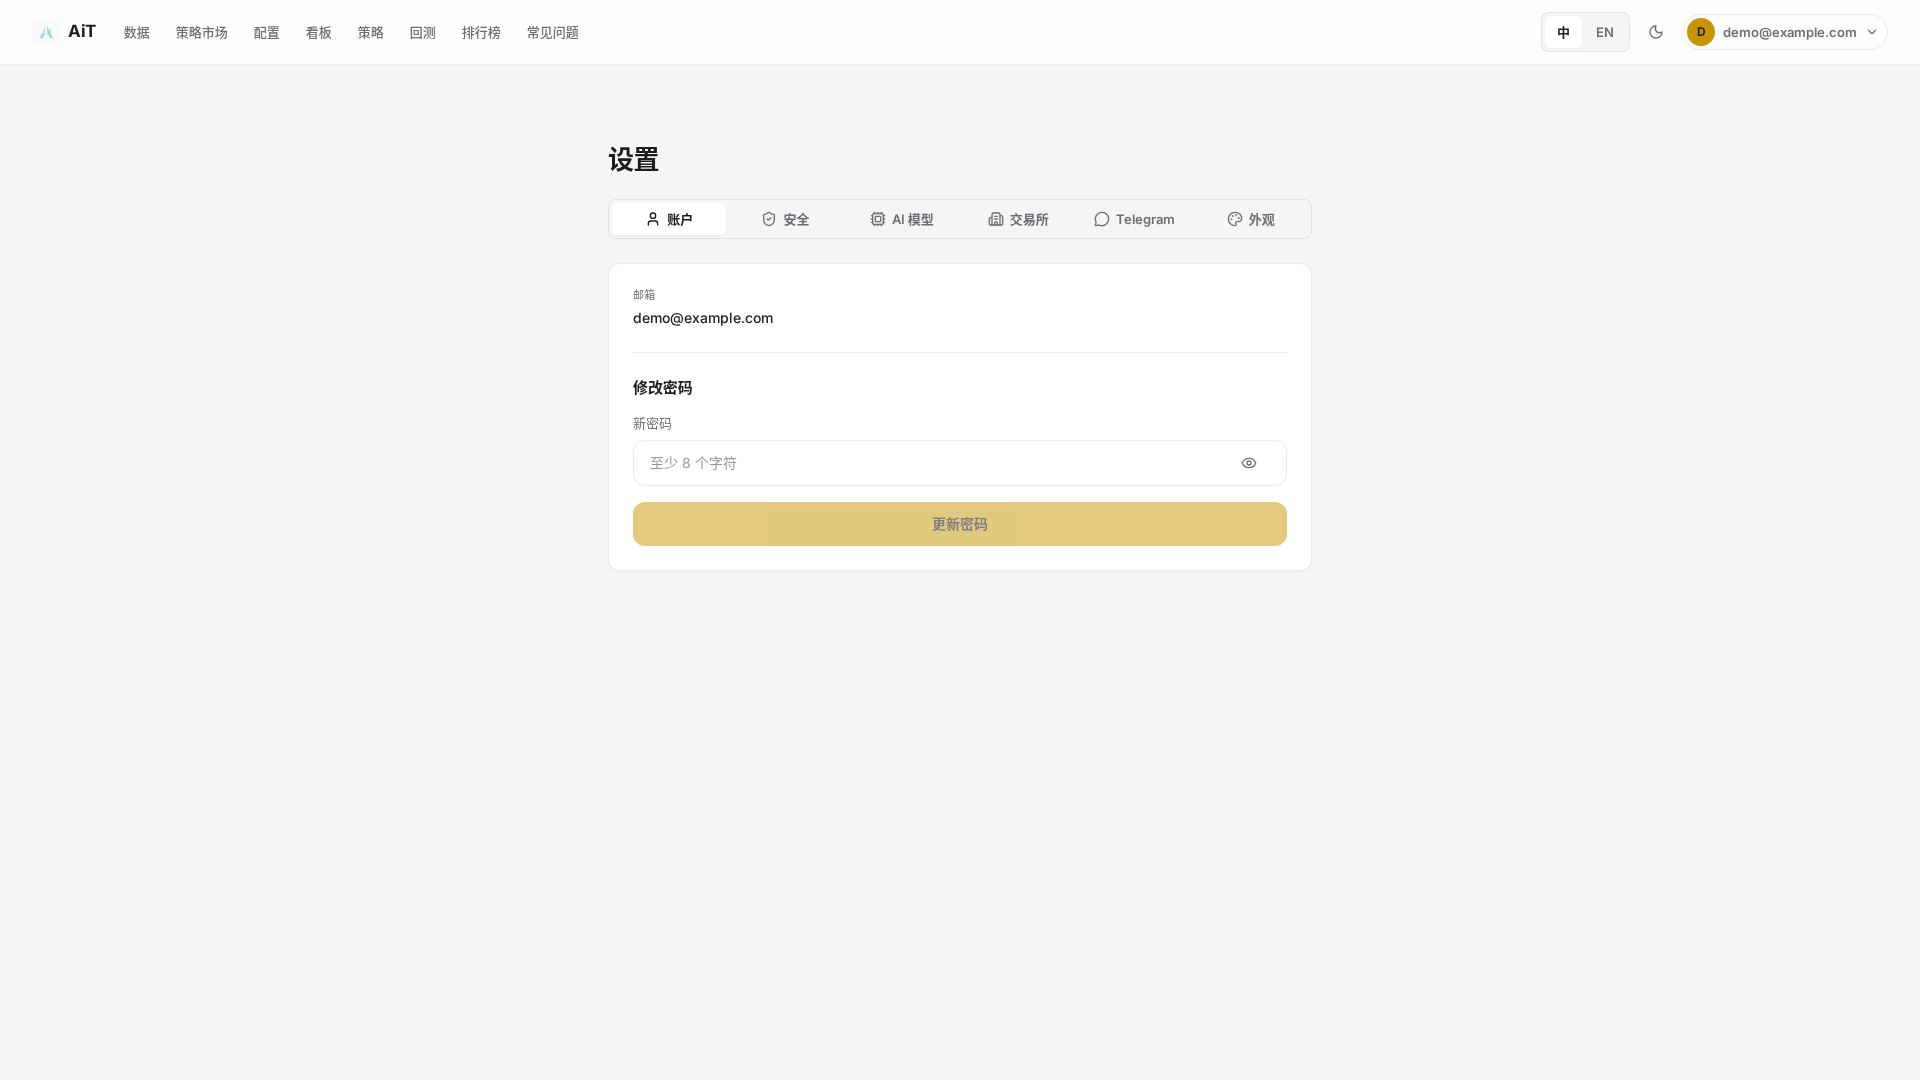 AiT 数据 策略市场 配置 看板 策略 回测 排行榜 常见问题 中 EN D demo@example.com
设置
账户 安全 AI 模型 交易所 Telegram 外观
邮箱
demo@example.com
修改密码
新密码
至少 8 个字符
更新密码